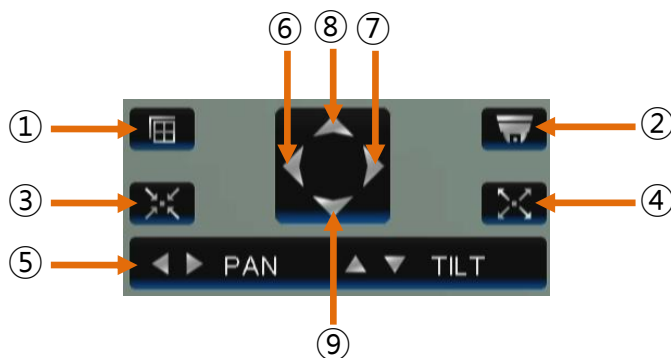 ⑥ ⑧ ⑦
① ②
③ ④
⑤ ◀ ▶ PAN ▲ ▼ TILT
⑨